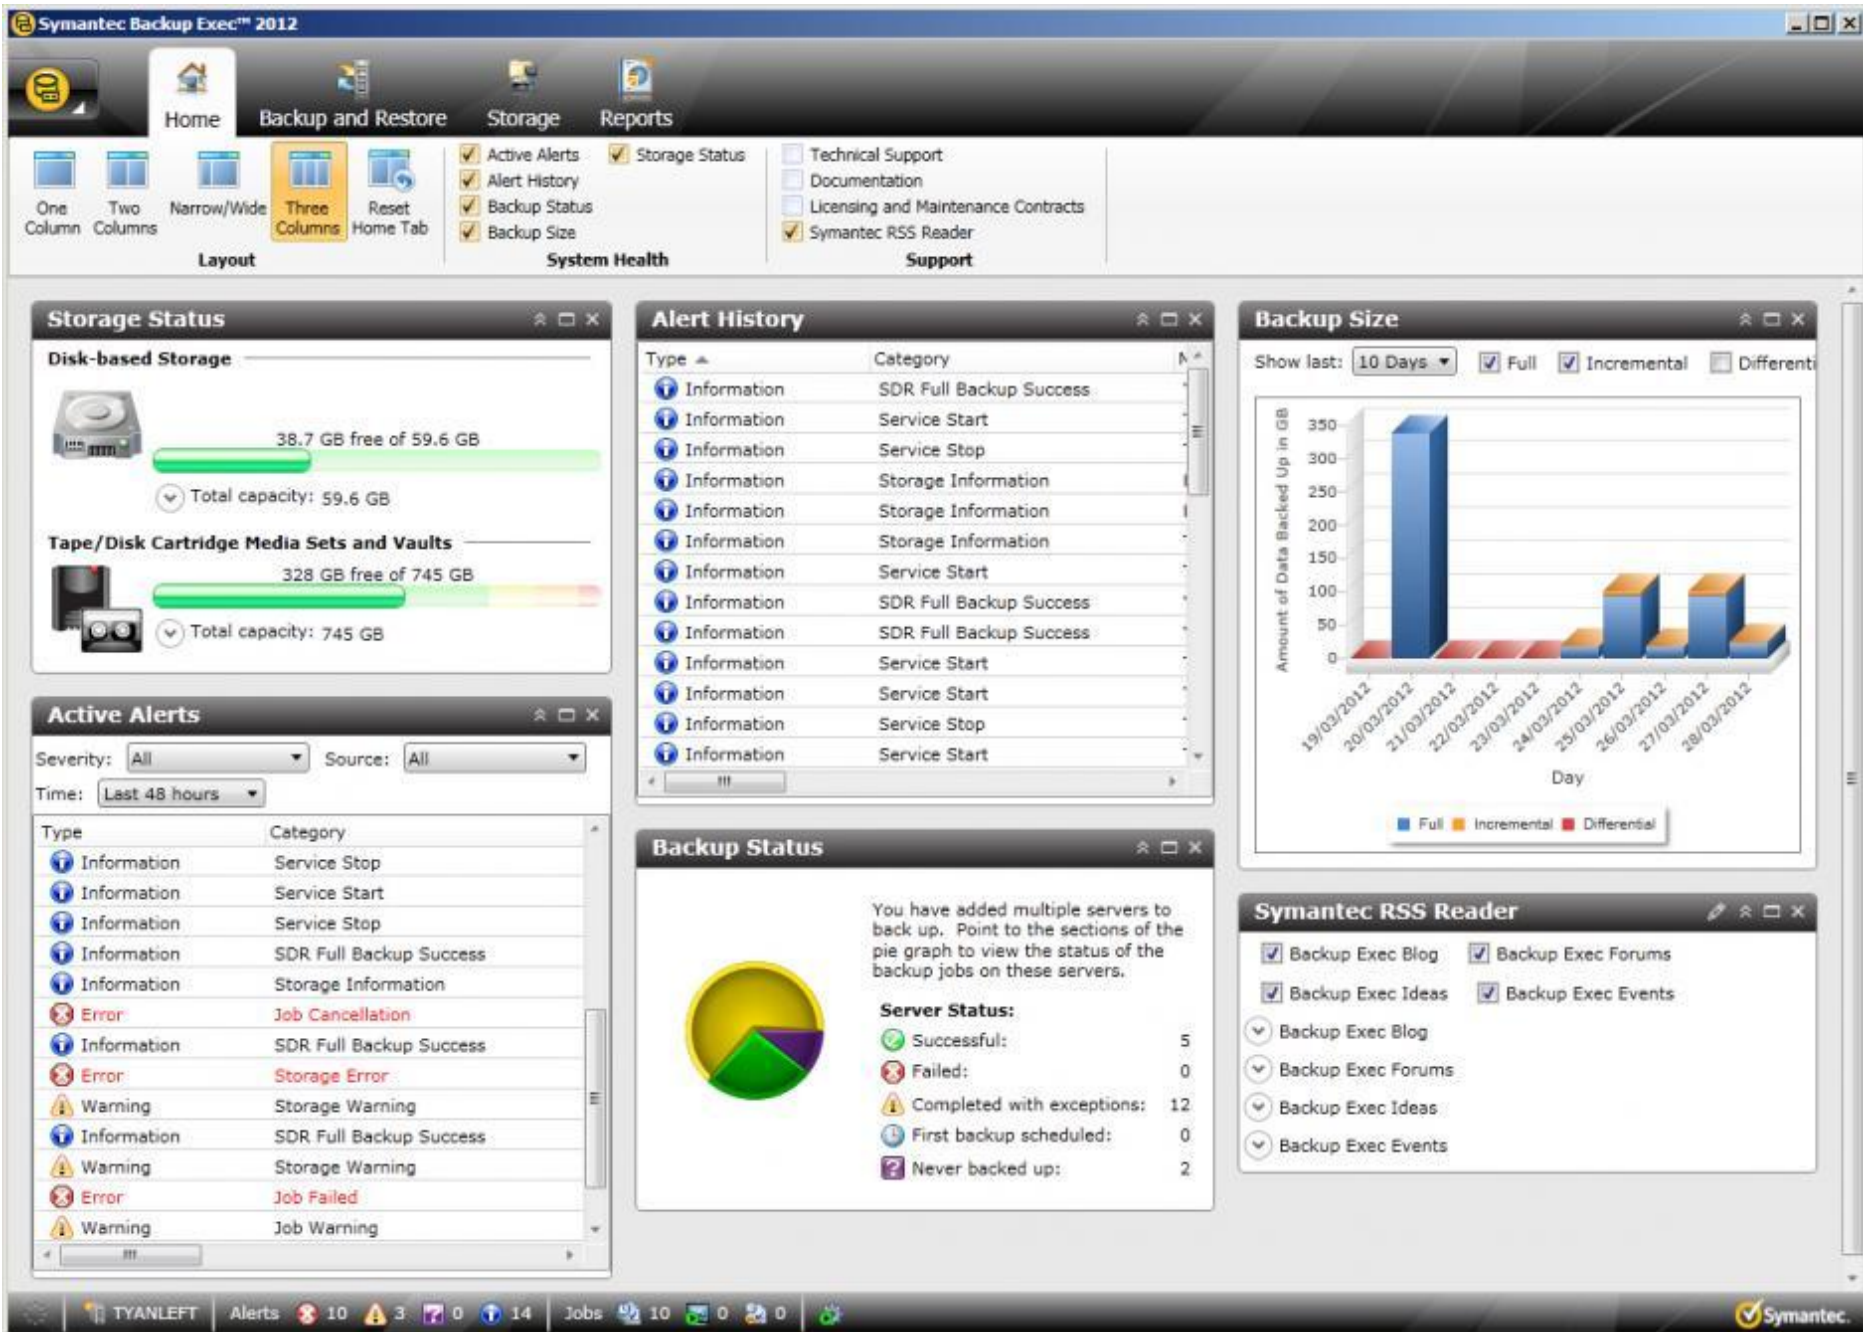 Symantec Backup Exec™ 2012
Home
Backup and Restore
Storage
Reports
One Column
Two Columns
Narrow/Wide
Three Columns
Reset Home Tab
Layout
Active Alerts
Storage Status
Alert History
Backup Status
Backup Size
System Health
Technical Support
Documentation
Licensing and Maintenance Contracts
Symantec RSS Reader
Support
Storage Status
Disk-based Storage
38.7 GB free of 59.6 GB
Total capacity: 59.6 GB
Tape/Disk Cartridge Media Sets and Vaults
328 GB free of 745 GB
Total capacity: 745 GB
Active Alerts
Severity: All Source: All
Time: Last 48 hours
Type Category
Information Service Stop
Information Service Start
Information Service Stop
Information SDR Full Backup Success
Information Storage Information
Error Job Cancellation
Information SDR Full Backup Success
Error Storage Error
Warning Storage Warning
Information SDR Full Backup Success
Warning Storage Warning
Error Job Failed
Warning Job Warning
Alert History
Type Category
Information SDR Full Backup Success
Information Service Start
Information Service Stop
Information Storage Information
Information Storage Information
Information Storage Information
Information Service Start
Information SDR Full Backup Success
Information SDR Full Backup Success
Information Service Start
Information Service Start
Information Service Stop
Information Service Start
Backup Status
You have added multiple servers to
back up. Point to the sections of the
pie graph to view the status of the
backup jobs on these servers.
Server Status:
Successful: 5
Failed: 0
Completed with exceptions: 12
First backup scheduled: 0
Never backed up: 2
Backup Size
Show last: 10 Days Full Incremental Differenti
Amount of Data Backed Up in GB
350
300
250
200
150
100
50
0
19/03/2012
20/03/2012
21/03/2012
22/03/2012
23/03/2012
24/03/2012
25/03/2012
26/03/2012
27/03/2012
28/03/2012
Day
Full Incremental Differential
Symantec RSS Reader
Backup Exec Blog Backup Exec Forums
Backup Exec Ideas Backup Exec Events
Backup Exec Blog
Backup Exec Forums
Backup Exec Ideas
Backup Exec Events
TYANLEFT Alerts 10 3 0 14 Jobs 10 0 0
Symantec.